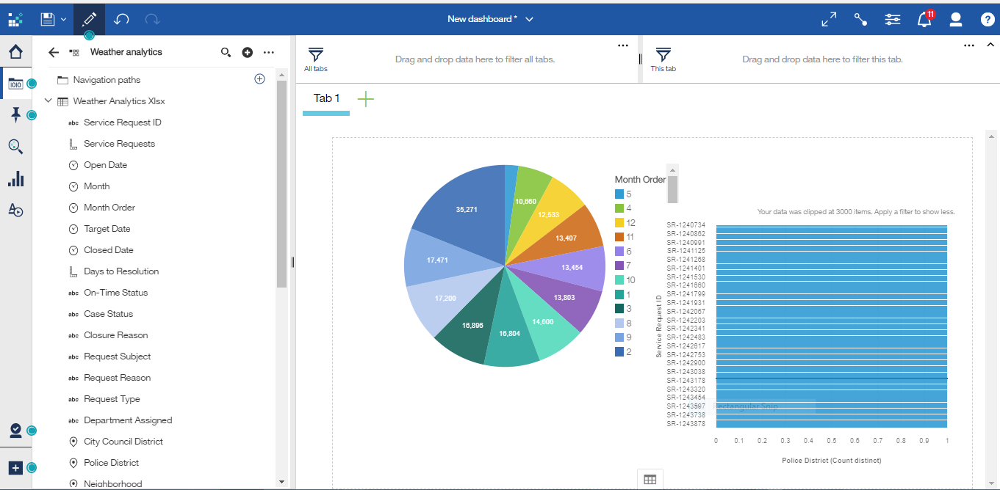 New dashboard *
11
?
Weather analytics
Navigation paths
Weather Analytics Xlsx
abc Service Request ID
Service Requests
Open Date
Month
Month Order
Target Date
Closed Date
Days to Resolution
abc On-Time Status
abc Case Status
abc Closure Reason
abc Request Subject
abc Request Reason
abc Request Type
abc Department Assigned
City Council District
Police District
Neighborhood
All tabs
Drag and drop data here to filter all tabs.
This tab
Drag and drop data here to filter this tab.
Tab 1
35,271
10,660
12,533
13,407
13,454
13,803
14,606
16,804
16,896
17,200
17,471
Month Order
5
4
12
11
6
7
10
1
3
8
9
2
Your data was clipped at 3000 items. Apply a filter to show less.
Service Request ID
SR-1240734
SR-1240862
SR-1240991
SR-1241125
SR-1241268
SR-1241401
SR-1241530
SR-1241660
SR-1241799
SR-1241931
SR-1242067
SR-1242203
SR-1242341
SR-1242483
SR-1242617
SR-1242753
SR-1242900
SR-1243038
SR-1243178
SR-1243320
SR-1243454
SR-1243597
SR-1243738
SR-1243878
Rectangular Snip
0 0.1 0.2 0.3 0.4 0.5 0.6 0.7 0.8 0.9 1
Police District (Count distinct)